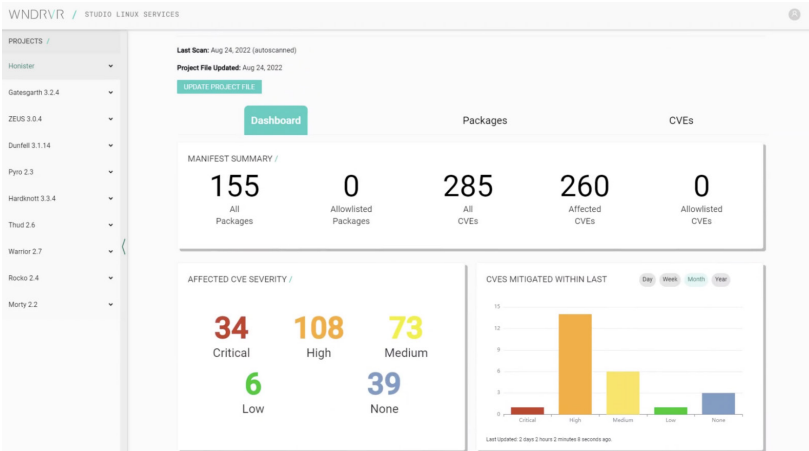 WNDRVR / STUDIO LINUX SERVICES
PROJECTS /
Honister
Gatesgarth 3.2.4
ZEUS 3.0.4
Dunfell 3.1.14
Pyro 2.3
Hardknott 3.3.4
Thud 2.6
Warrior 2.7
Rocko 2.4
Morty 2.2
Last Scan: Aug 24, 2022 (autoscanned)
Project File Updated: Aug 24, 2022
UPDATE PROJECT FILE
Dashboard Packages CVEs
MANIFEST SUMMARY /
155 0 285 260 0
All Allowlisted All Affected Allowlisted
Packages Packages CVEs CVEs CVEs
AFFECTED CVE SEVERITY /
34 108 73
Critical High Medium
6 39
Low None
CVES MITIGATED WITHIN LAST Day Week Month Year
15
12
9
6
3
0
Critical High Medium Low None
Last Updated: 2 days 2 hours 2 minutes 8 seconds ago.